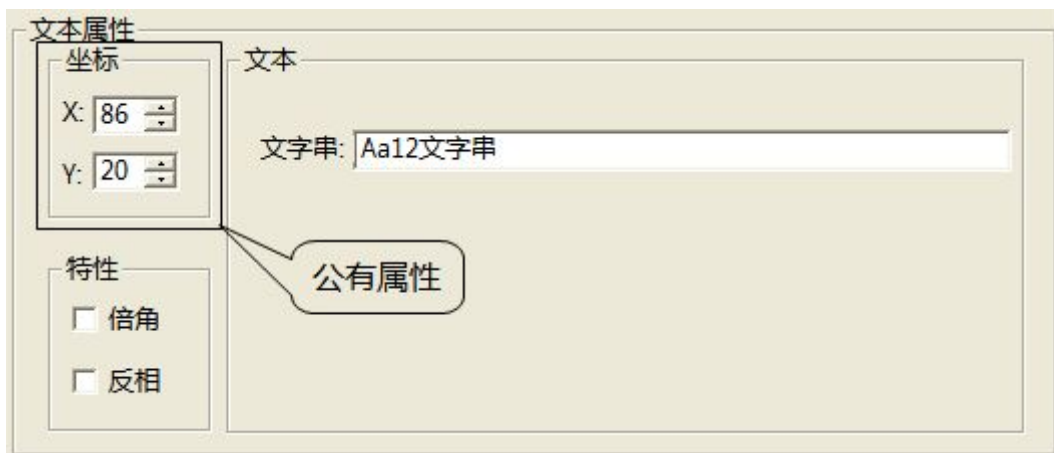 文本属性
坐标
X: 86
Y: 20
文本
文字串: Aa12文字串
公有属性
特性
倍角
反相